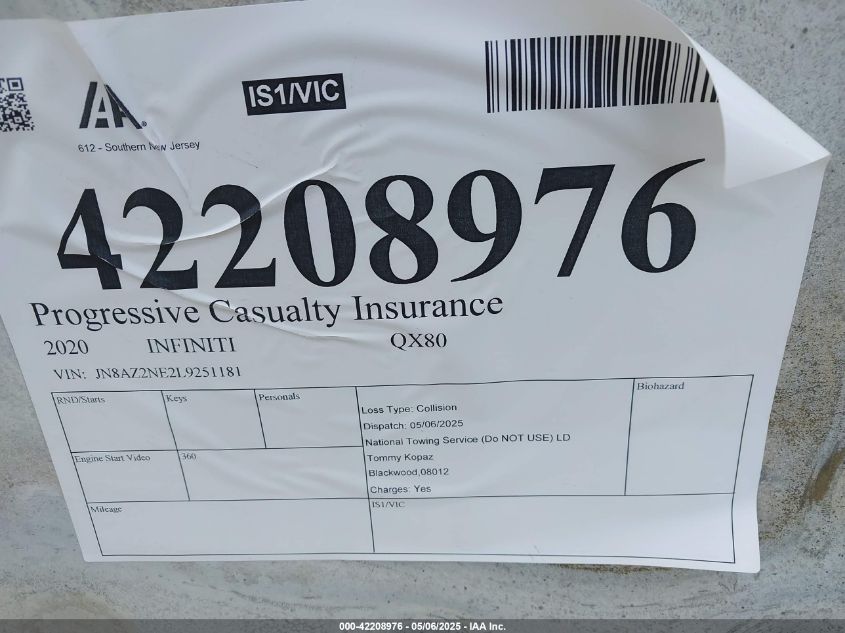 IAA.
IS1/VIC
612 - Southern New Jersey
42208976
Progressive Casualty Insurance
2020 INFINITI QX80
VIN: JN8AZ2NE2L9251181
RND/Starts Keys Personals Biohazard
Loss Type: Collision
Dispatch: 05/06/2025
National Towing Service (Do NOT USE) LD
Engine Start Video 360 Tommy Kopaz
Blackwood,08012
Charges: Yes
Mileage IS1/VIC
000-42208976 - 05/06/2025 - IAA Inc.